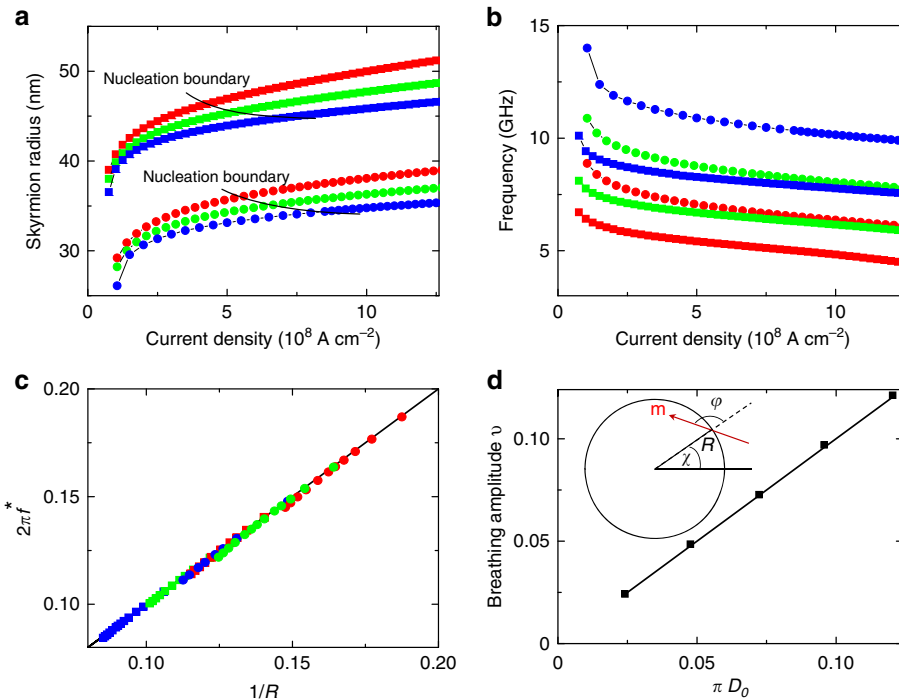 a
50
40
30
Skyrmion radius (nm)
Nucleation boundary
Nucleation boundary
0
5
10
Current density (10⁸ A cm⁻²)
b
15
10
5
0
Frequency (GHz)
0
5
10
Current density (10⁸ A cm⁻²)
c
0.20
0.15
0.10
2πf*
0.10
0.15
0.20
1/R
d
0.10
0.05
0
Breathing amplitude υ
m
φ
R
χ
0
0.05
0.10
π D₀